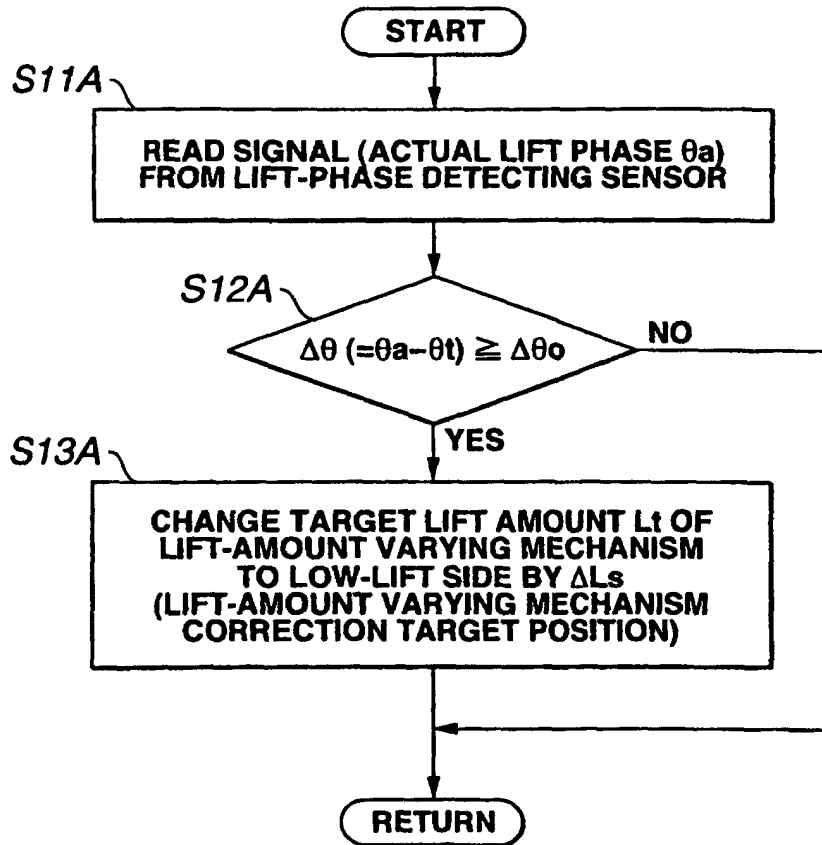 START
S11A
READ SIGNAL (ACTUAL LIFT PHASE θa)
FROM LIFT-PHASE DETECTING SENSOR
S12A
Δθ (=θa-θt) ≧ Δθo
NO
YES
S13A
CHANGE TARGET LIFT AMOUNT Lt OF
LIFT-AMOUNT VARYING MECHANISM
TO LOW-LIFT SIDE BY ΔLs
(LIFT-AMOUNT VARYING MECHANISM
CORRECTION TARGET POSITION)
RETURN